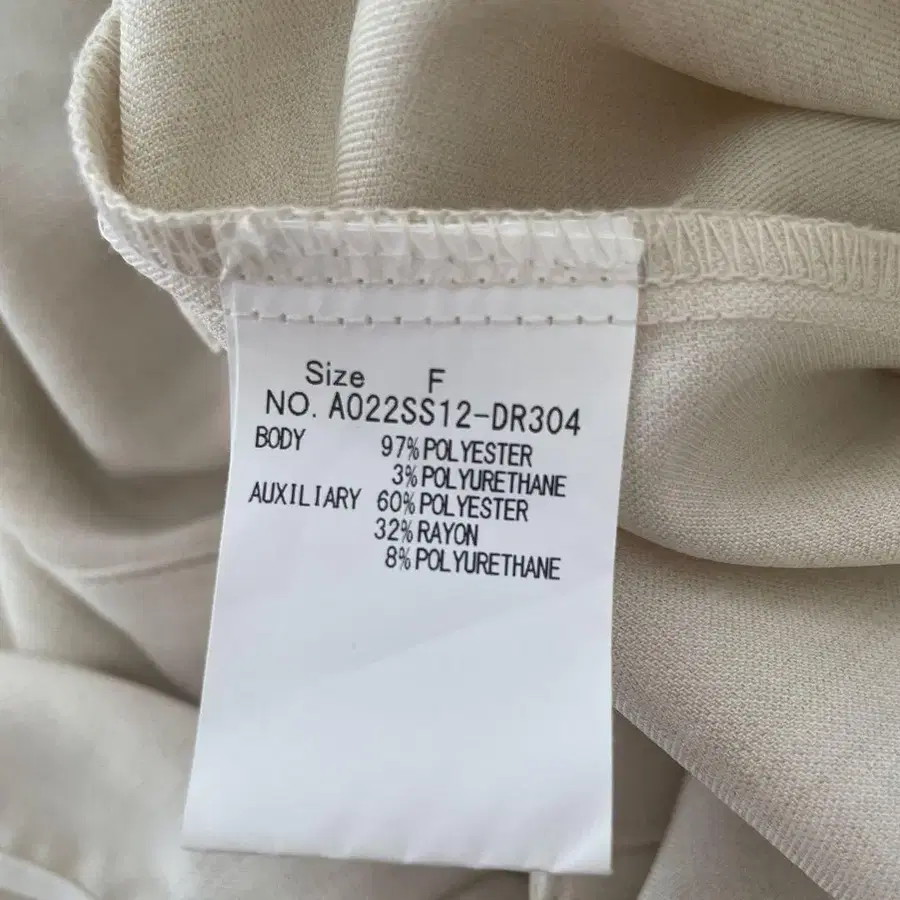 Size F
NO. A022SS12-DR304
BODY 97% POLYESTER
3% POLYURETHANE
AUXILIARY 60% POLYESTER
32% RAYON
8% POLYURETHANE